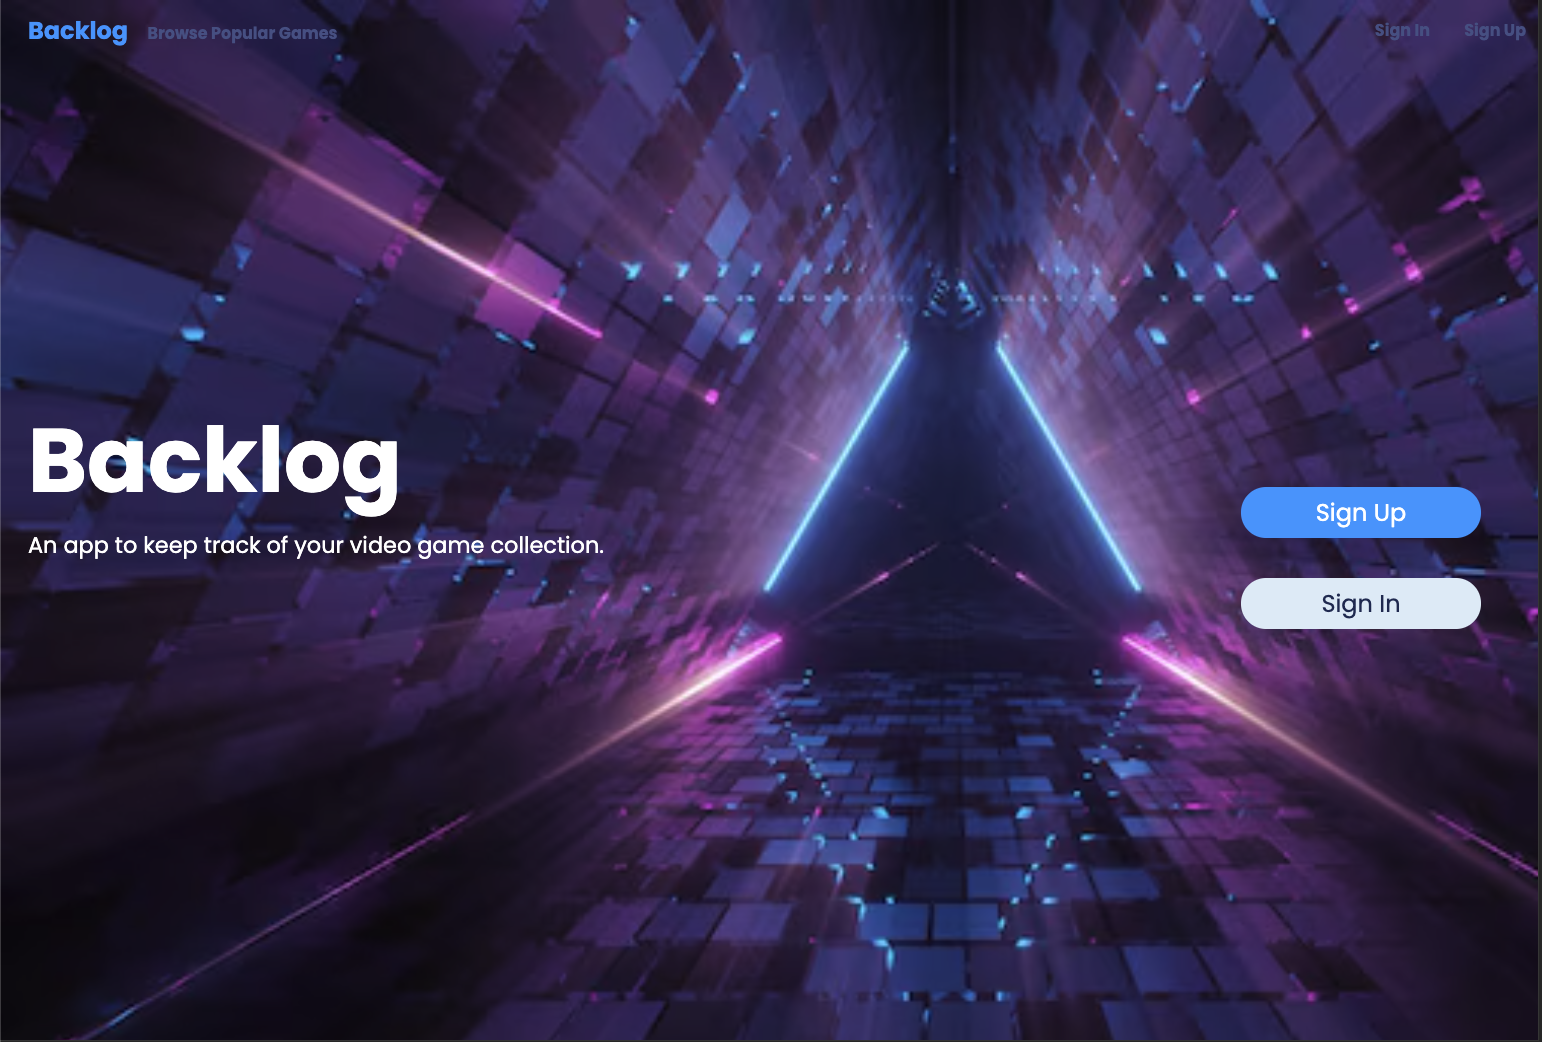 Backlog
Browse Popular Games
Sign In
Sign Up
Backlog
An app to keep track of your video game collection.
Sign Up
Sign In